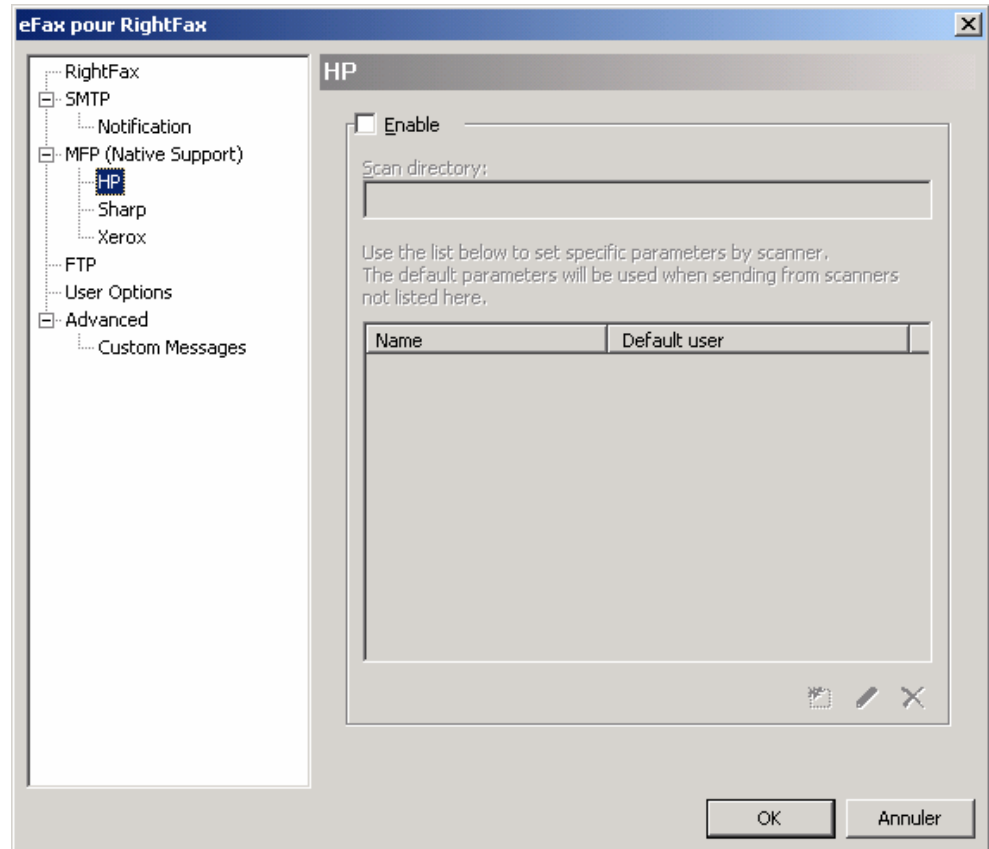 eFax pour RightFax
RightFax
SMTP
Notification
MFP (Native Support)
HP
Sharp
Xerox
FTP
User Options
Advanced
Custom Messages
HP
Enable
Scan directory:
Use the list below to set specific parameters by scanner.
The default parameters will be used when sending from scanners
not listed here.
Name Default user
OK Annuler